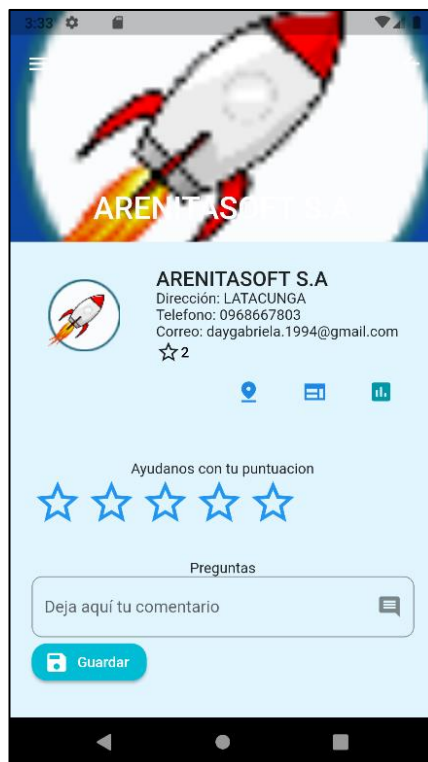 3:33
ARENITASOFT S.A
ARENITASOFT S.A
Dirección: LATACUNGA
Telefono: 0968667803
Correo: daygabriela.1994@gmail.com
2
Ayudanos con tu puntuacion
Preguntas
Deja aquí tu comentario
Guardar